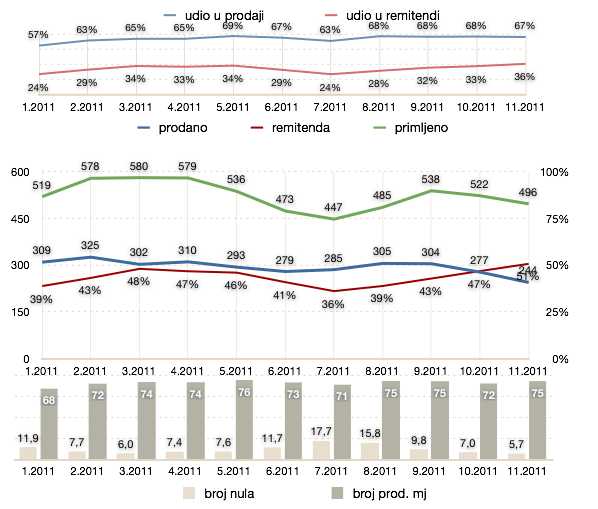 udio u prodaji udio u remitendi
57% 63% 65% 65% 69% 67% 63% 68% 68% 68% 67%
24% 29% 34% 33% 34% 29% 24% 28% 32% 33% 36%
1.2011 2.2011 3.2011 4.2011 5.2011 6.2011 7.2011 8.2011 9.2011 10.2011 11.2011
prodano remitenda primljeno
600 100%
519 578 580 579 536 473 447 485 538 522 496
450 75%
309 325 302 310 293 279 285 305 304 277 244
300 50%
39% 43% 48% 47% 46% 41% 36% 39% 43% 47% 51%
150 25%
0 0%
1.2011 2.2011 3.2011 4.2011 5.2011 6.2011 7.2011 8.2011 9.2011 10.2011 11.2011
68 72 74 74 76 73 71 75 75 72 75
11,9 7,7 6,0 7,4 7,6 11,7 17,7 15,8 9,8 7,0 5,7
1.2011 2.2011 3.2011 4.2011 5.2011 6.2011 7.2011 8.2011 9.2011 10.2011 11.2011
broj nula broj prod. mj